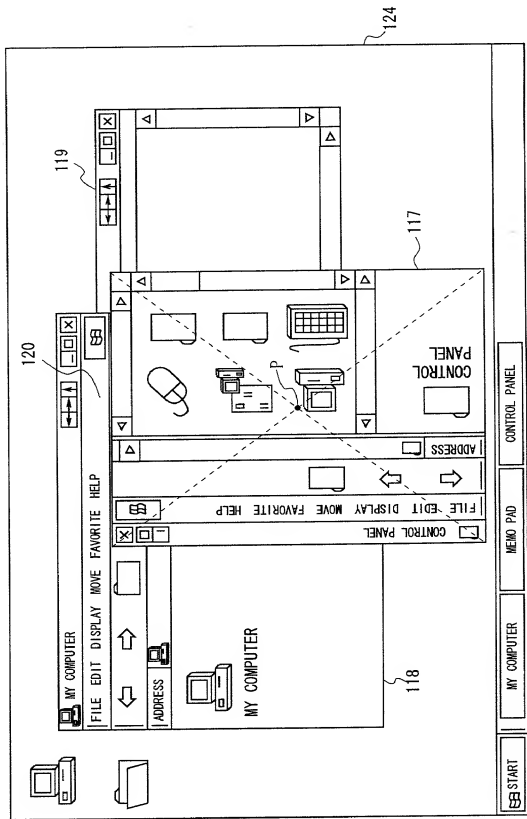 124
119
120
MY COMPUTER
FILE EDIT DISPLAY MOVE FAVORITE HELP
ADDRESS
MY COMPUTER
118
CONTROL PANEL
FILE EDIT DISPLAY MOVE FAVORITE HELP
ADDRESS
CONTROL
PANEL
P
117
START
MY COMPUTER
MEMO PAD
CONTROL PANEL